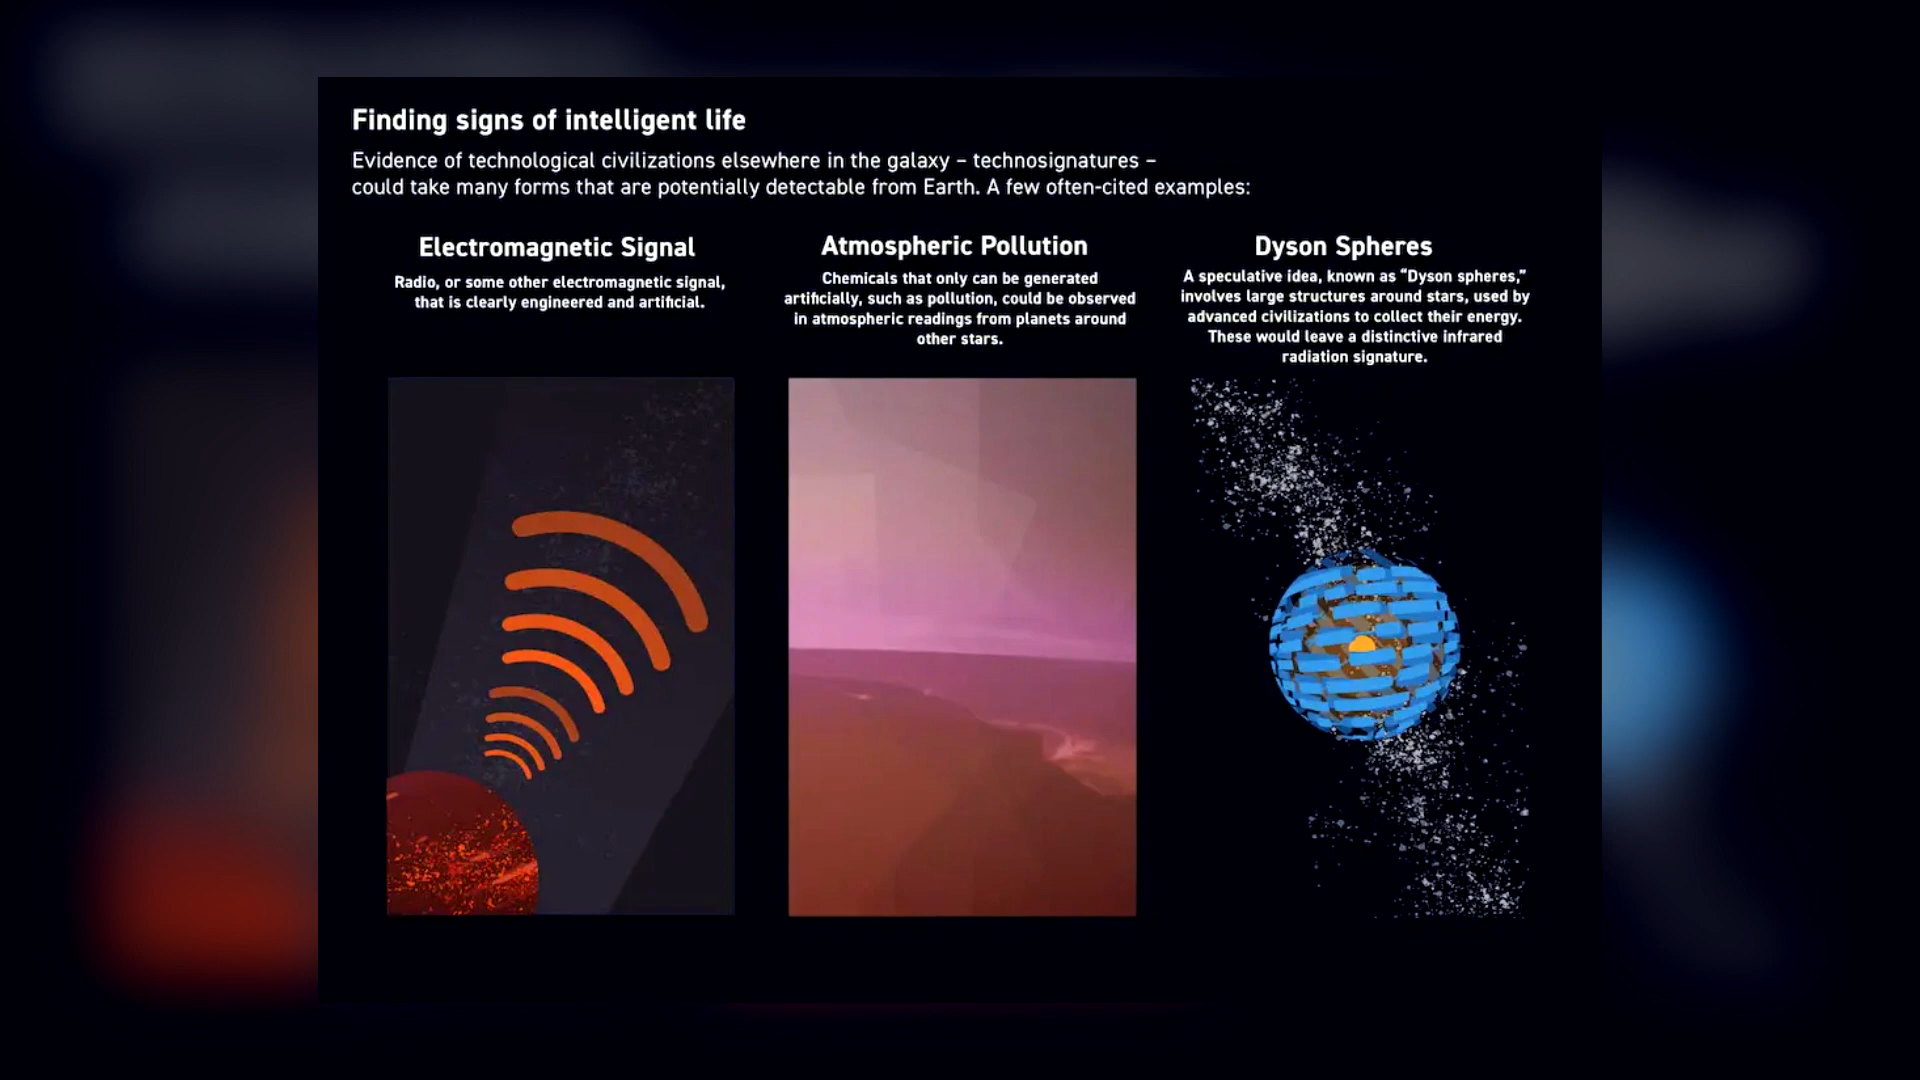 Finding signs of intelligent life
Evidence of technological civilizations elsewhere in the galaxy – technosignatures –
could take many forms that are potentially detectable from Earth. A few often-cited examples:
Electromagnetic Signal
Radio, or some other electromagnetic signal,
that is clearly engineered and artificial.
Atmospheric Pollution
Chemicals that only can be generated
artificially, such as pollution, could be observed
in atmospheric readings from planets around
other stars.
Dyson Spheres
A speculative idea, known as “Dyson spheres,”
involves large structures around stars, used by
advanced civilizations to collect their energy.
These would leave a distinctive infrared
radiation signature.